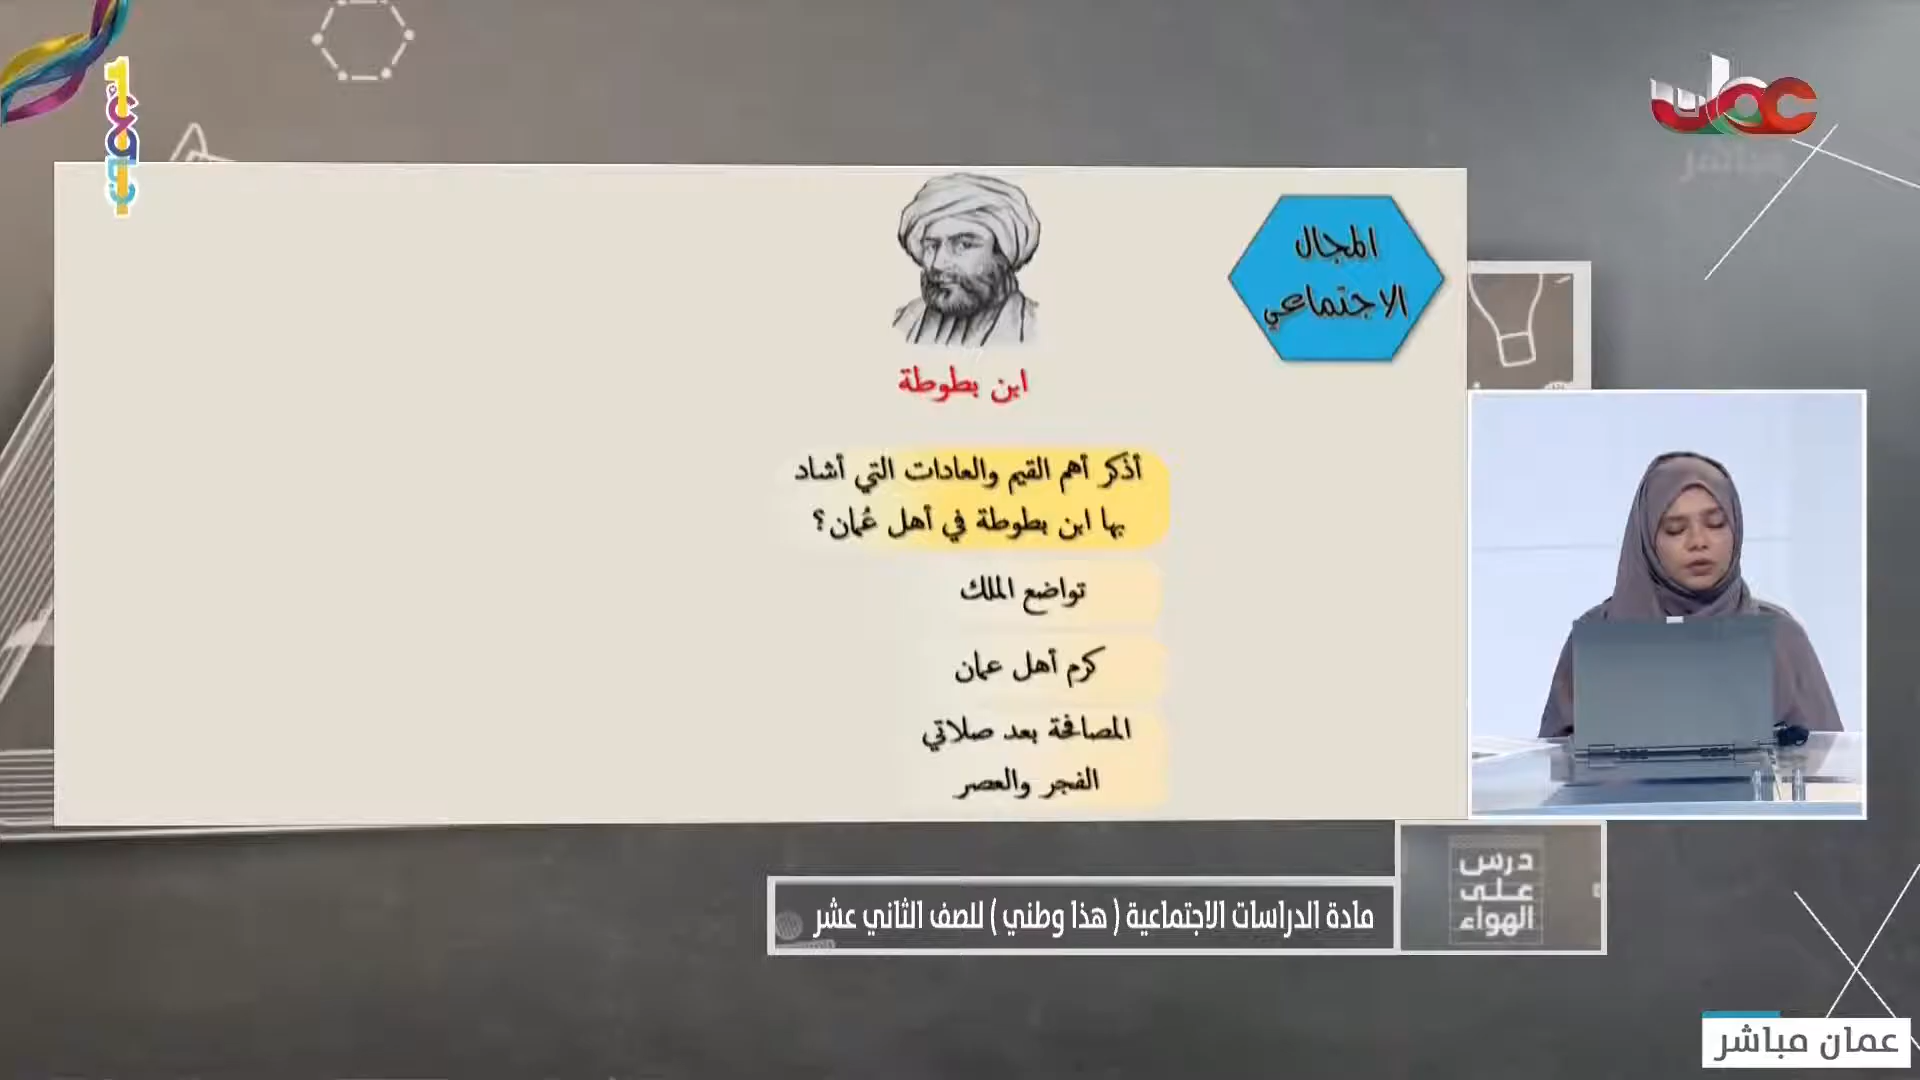 عمان
مباشر
المجال
الاجتماعي
ابن بطوطة
أذكر أهم القيم والعادات التي أشاد
بها ابن بطوطة في أهل عُمان؟
تواضع الملك
كرم أهل عمان
المصافحة بعد صلاتي
الفجر والعصر
درس
على
الهواء
مادة الدراسات الاجتماعية ( هذا وطني ) للصف الثاني عشر
عمان مباشر